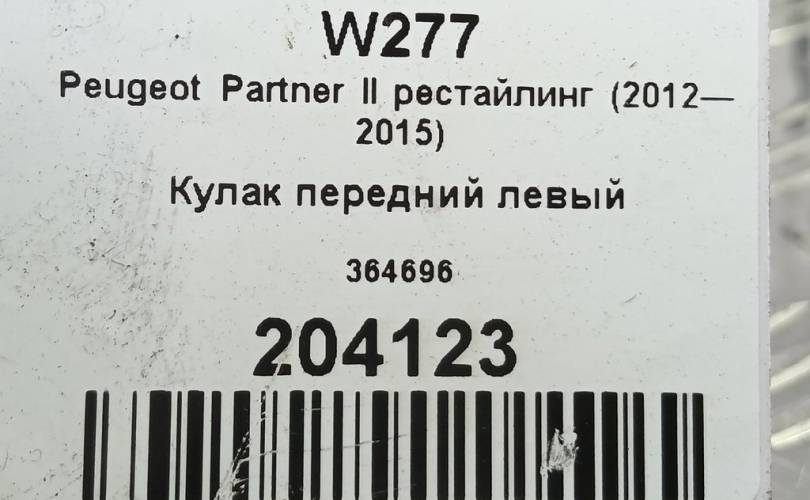 W277
Peugeot Partner II рестайлинг (2012—
2015)
Кулак передний левый
364696
204123